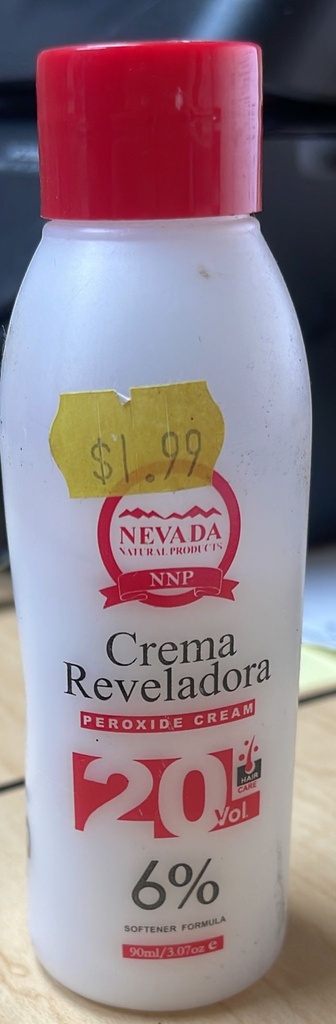 $1.99
NEVADA
NATURAL PRODUCTS
NNP
Crema
Reveladora
PEROXIDE CREAM
20 Vol.
HAIR
CARE
6%
SOFTENER FORMULA
90ml/3.07oz e